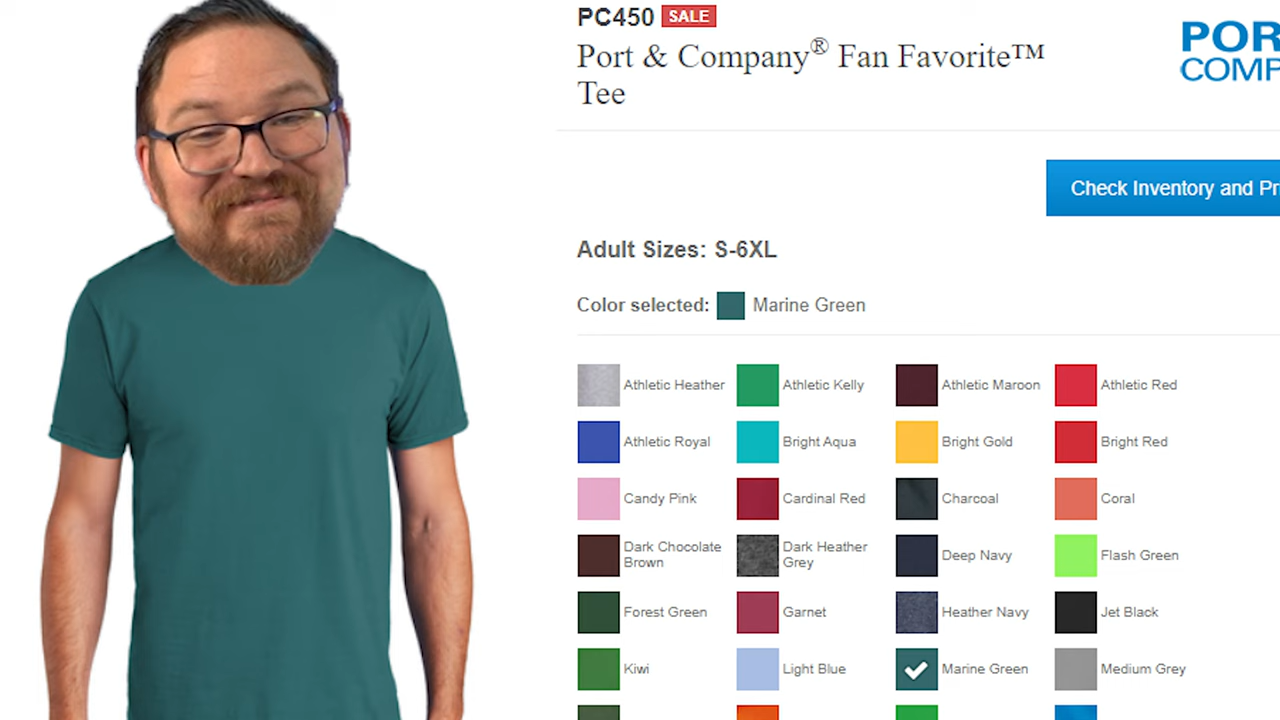 PC450 SALE
Port & Company® Fan Favorite™
Tee
POR
COMP
Check Inventory and Pri
Adult Sizes: S-6XL
Color selected: Marine Green
Athletic Heather Athletic Kelly Athletic Maroon Athletic Red
Athletic Royal Bright Aqua Bright Gold Bright Red
Candy Pink Cardinal Red Charcoal Coral
Dark Chocolate Brown Dark Heather Grey Deep Navy Flash Green
Forest Green Garnet Heather Navy Jet Black
Kiwi Light Blue Marine Green Medium Grey